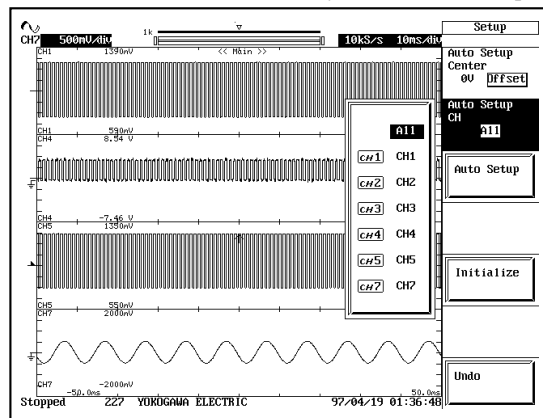 Setup
CH7 500mV/div 1k 10kS/s 10ms/div
CH1 1390mV << Main >>
CH1 590mV
CH4 8.54 V
CH4 -7.46 V
CH5 1350mV
CH5 550mV
CH7 2000mV
CH7 -2000mV
-50.0ms 50.0ms
Stopped 227 YOKOGAWA ELECTRIC 97/04/19 01:36:48
All
CH1 CH1
CH2 CH2
CH3 CH3
CH4 CH4
CH5 CH5
CH7 CH7
Auto Setup
Center
0V Offset
Auto Setup
CH
All
Auto Setup
Initialize
Undo